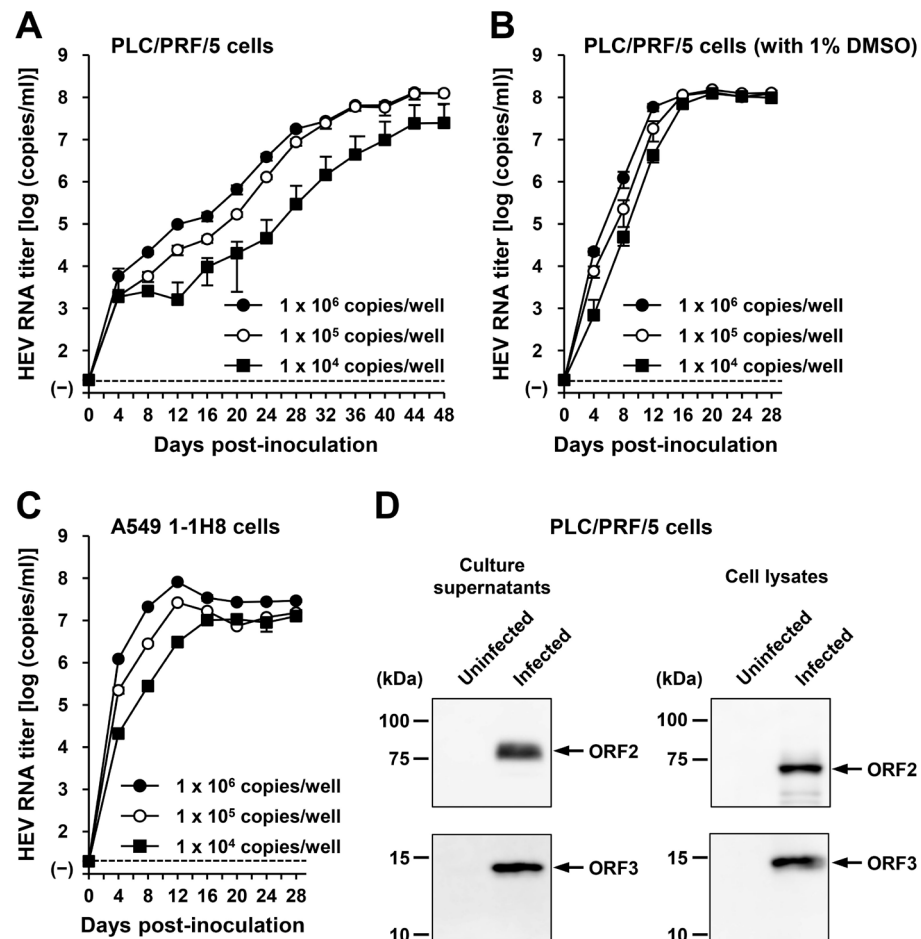 A
PLC/PRF/5 cells
HEV RNA titer [log (copies/ml)]
9
8
7
6
5
4
3
2
(−)
1 x 10⁶ copies/well
1 x 10⁵ copies/well
1 x 10⁴ copies/well
0 4 8 12 16 20 24 28 32 36 40 44 48
Days post-inoculation
B
PLC/PRF/5 cells (with 1% DMSO)
HEV RNA titer [log (copies/ml)]
9
8
7
6
5
4
3
2
(−)
1 x 10⁶ copies/well
1 x 10⁵ copies/well
1 x 10⁴ copies/well
0 4 8 12 16 20 24 28
Days post-inoculation
C
A549 1-1H8 cells
HEV RNA titer [log (copies/ml)]
9
8
7
6
5
4
3
2
(−)
1 x 10⁶ copies/well
1 x 10⁵ copies/well
1 x 10⁴ copies/well
0 4 8 12 16 20 24 28
Days post-inoculation
D
PLC/PRF/5 cells
Culture
supernatants
Uninfected
Infected
(kDa)
100
75
ORF2
15
ORF3
10
Cell lysates
Uninfected
Infected
(kDa)
100
75
ORF2
15
ORF3
10